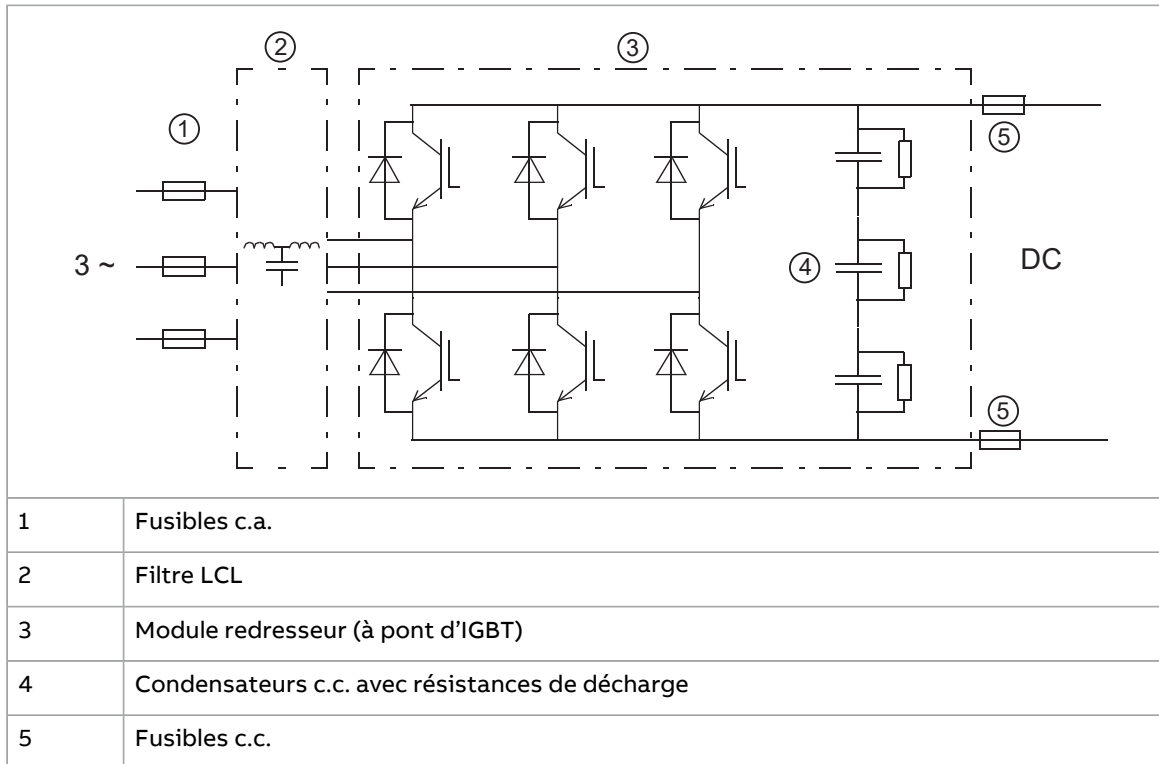 ②
③
①
⑤
3 ~
④
DC
⑤
1 Fusibles c.a.
2 Filtre LCL
3 Module redresseur (à pont d’IGBT)
4 Condensateurs c.c. avec résistances de décharge
5 Fusibles c.c.